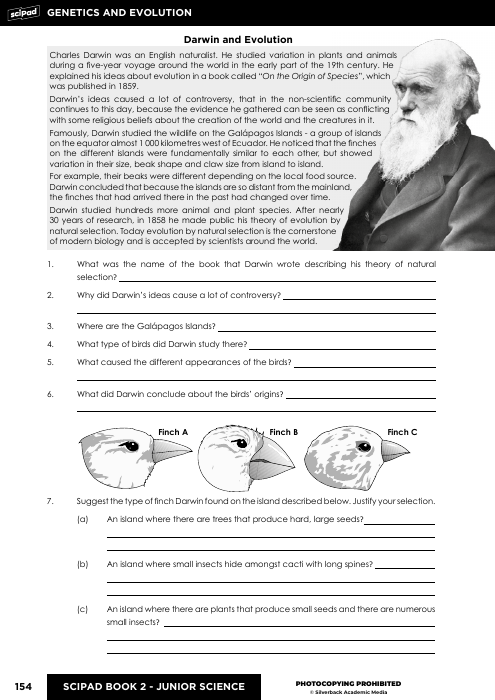 scipad GENETICS AND EVOLUTION
Darwin and Evolution
Charles Darwin was an English naturalist. He studied variation in plants and animals
during a five-year voyage around the world in the early part of the 19th century. He
explained his ideas about evolution in a book called “On the Origin of Species”, which
was published in 1859.
Darwin’s ideas caused a lot of controversy, that in the non-scientific community
continues to this day, because the evidence he gathered can be seen as conflicting
with some religious beliefs about the creation of the world and the creatures in it.
Famously, Darwin studied the wildlife on the Galápagos Islands - a group of islands
on the equator almost 1 000 kilometres west of Ecuador. He noticed that the finches
on the different islands were fundamentally similar to each other, but showed
variation in their size, beak shape and claw size from island to island.
For example, their beaks were different depending on the local food source.
Darwin concluded that because the islands are so distant from the mainland,
the finches that had arrived there in the past had changed over time.
Darwin studied hundreds more animal and plant species. After nearly
30 years of research, in 1858 he made public his theory of evolution by
natural selection. Today evolution by natural selection is the cornerstone
of modern biology and is accepted by scientists around the world.
1. What was the name of the book that Darwin wrote describing his theory of natural
selection?
2. Why did Darwin’s ideas cause a lot of controversy?
3. Where are the Galápagos Islands?
4. What type of birds did Darwin study there?
5. What caused the different appearances of the birds?
6. What did Darwin conclude about the birds’ origins?
Finch A Finch B Finch C
7. Suggest the type of finch Darwin found on the island described below. Justify your selection.
(a) An island where there are trees that produce hard, large seeds?
(b) An island where small insects hide amongst cacti with long spines?
(c) An island where there are plants that produce small seeds and there are numerous
small insects?
154 SCIPAD BOOK 2 - JUNIOR SCIENCE PHOTOCOPYING PROHIBITED
© Silverback Academic Media